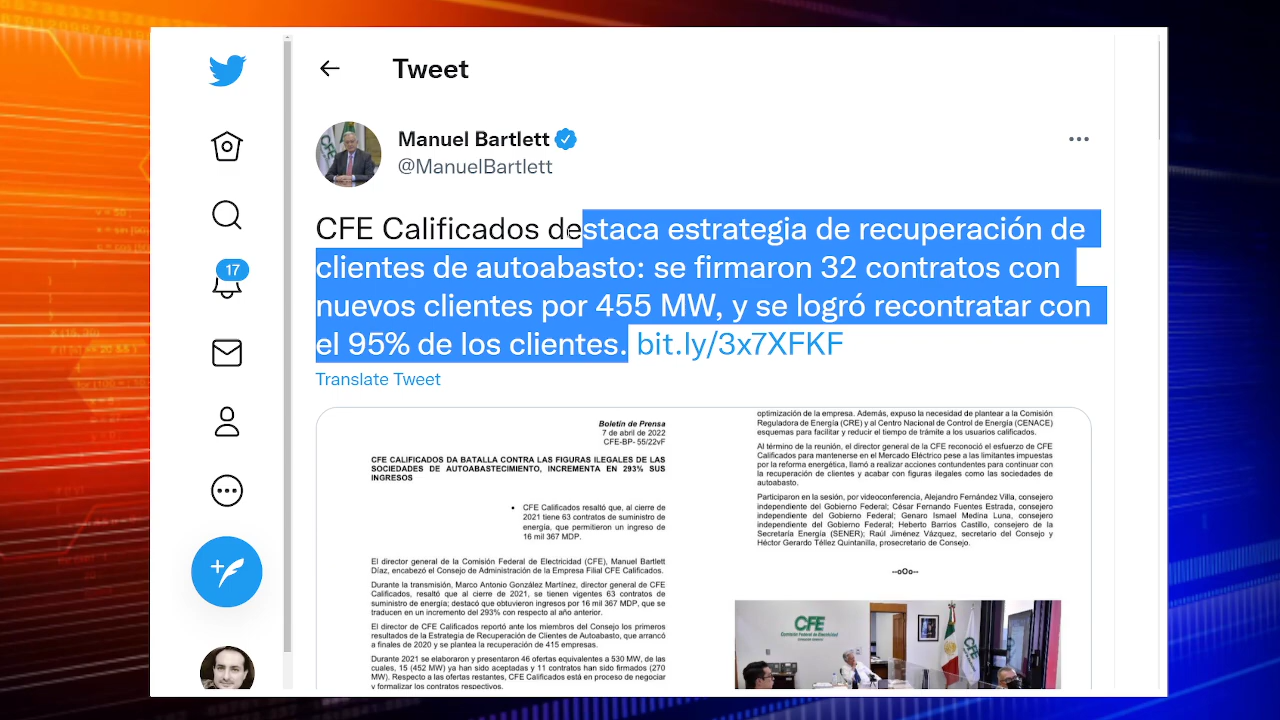 Tweet
Manuel Bartlett
@ManuelBartlett
CFE Calificados destaca estrategia de recuperación de
clientes de autoabasto: se firmaron 32 contratos con
nuevos clientes por 455 MW, y se logró recontratar con
el 95% de los clientes. bit.ly/3x7XFKF
Translate Tweet
17
Boletín de Prensa
7 de abril de 2022
CFE-BP- 55/22vF
CFE CALIFICADOS DA BATALLA CONTRA LAS FIGURAS ILEGALES DE LAS
SOCIEDADES DE AUTOABASTECIMIENTO, INCREMENTA EN 293% SUS
INGRESOS
• CFE Calificados resaltó que, al cierre de
2021 tiene 63 contratos de suministro de
energía, que permitieron un ingreso de
16 mil 367 MDP.
El director general de la Comisión Federal de Electricidad (CFE), Manuel Bartlett
Díaz, encabezó el Consejo de Administración de la Empresa Filial CFE Calificados.
Durante la transmisión, Marco Antonio González Martínez, director general de CFE
Calificados, resaltó que al cierre de 2021, se tienen vigentes 63 contratos de
suministro de energía; destacó que obtuvieron ingresos por 16 mil 367 MDP, que se
traducen en un incremento del 293% con respecto al año anterior.
El director de CFE Calificados reportó ante los miembros del Consejo los primeros
resultados de la Estrategia de Recuperación de Clientes de Autoabasto, que arrancó
a finales de 2020 y se plantea la recuperación de 415 empresas.
Durante 2021 se elaboraron y presentaron 46 ofertas equivalentes a 530 MW, de las
cuales, 15 (452 MW) ya han sido aceptadas y 11 contratos han sido firmados (270
MW). Respecto a las ofertas restantes, CFE Calificados está en proceso de negociar
y formalizar los contratos respectivos.
optimización de la empresa. Además, expuso la necesidad de plantear a la Comisión
Reguladora de Energía (CRE) y al Centro Nacional de Control de Energía (CENACE)
esquemas para facilitar y reducir el tiempo de trámite a los usuarios calificados.
Al término de la reunión, el director general de la CFE reconoció el esfuerzo de CFE
Calificados para mantenerse en el Mercado Eléctrico pese a las limitantes impuestas
por la reforma energética, llamó a realizar acciones contundentes para continuar con
la recuperación de clientes y acabar con figuras ilegales como las sociedades de
autoabasto.
Participaron en la sesión, por videoconferencia, Alejandro Fernández Villa, consejero
independiente del Gobierno Federal; César Fernando Fuentes Estrada, consejero
independiente del Gobierno Federal; Genaro Ismael Medina Luna, consejero
independiente del Gobierno Federal; Heberto Barrios Castillo, consejero de la
Secretaría Energía (SENER); Raúl Jiménez Vázquez, secretario del Consejo y
Héctor Gerardo Téllez Quintanilla, prosecretario de Consejo.
--oOo--
CFE
Comisión Federal de Electricidad
CFE